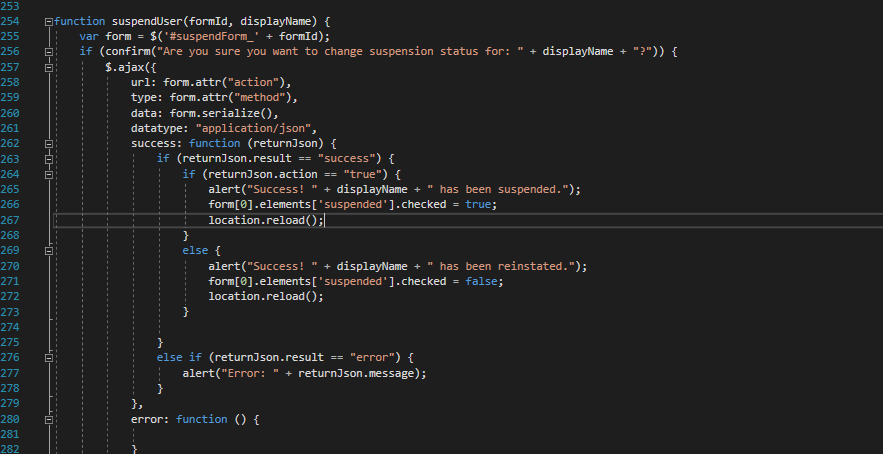 253
254 function suspendUser(formId, displayName) {
255     var form = $('#suspendForm_' + formId);
256     if (confirm("Are you sure you want to change suspension status for: " + displayName + "?")) {
257         $.ajax({
258             url: form.attr("action"),
259             type: form.attr("method"),
260             data: form.serialize(),
261             datatype: "application/json",
262             success: function (returnJson) {
263                 if (returnJson.result == "success") {
264                     if (returnJson.action == "true") {
265                         alert("Success! " + displayName + " has been suspended.");
266                         form[0].elements['suspended'].checked = true;
267                         location.reload();
268                     }
269                     else {
270                         alert("Success! " + displayName + " has been reinstated.");
271                         form[0].elements['suspended'].checked = false;
272                         location.reload();
273                     }
274
275                 }
276                 else if (returnJson.result == "error") {
277                     alert("Error: " + returnJson.message);
278                 }
279             },
280             error: function () {
281
282             }